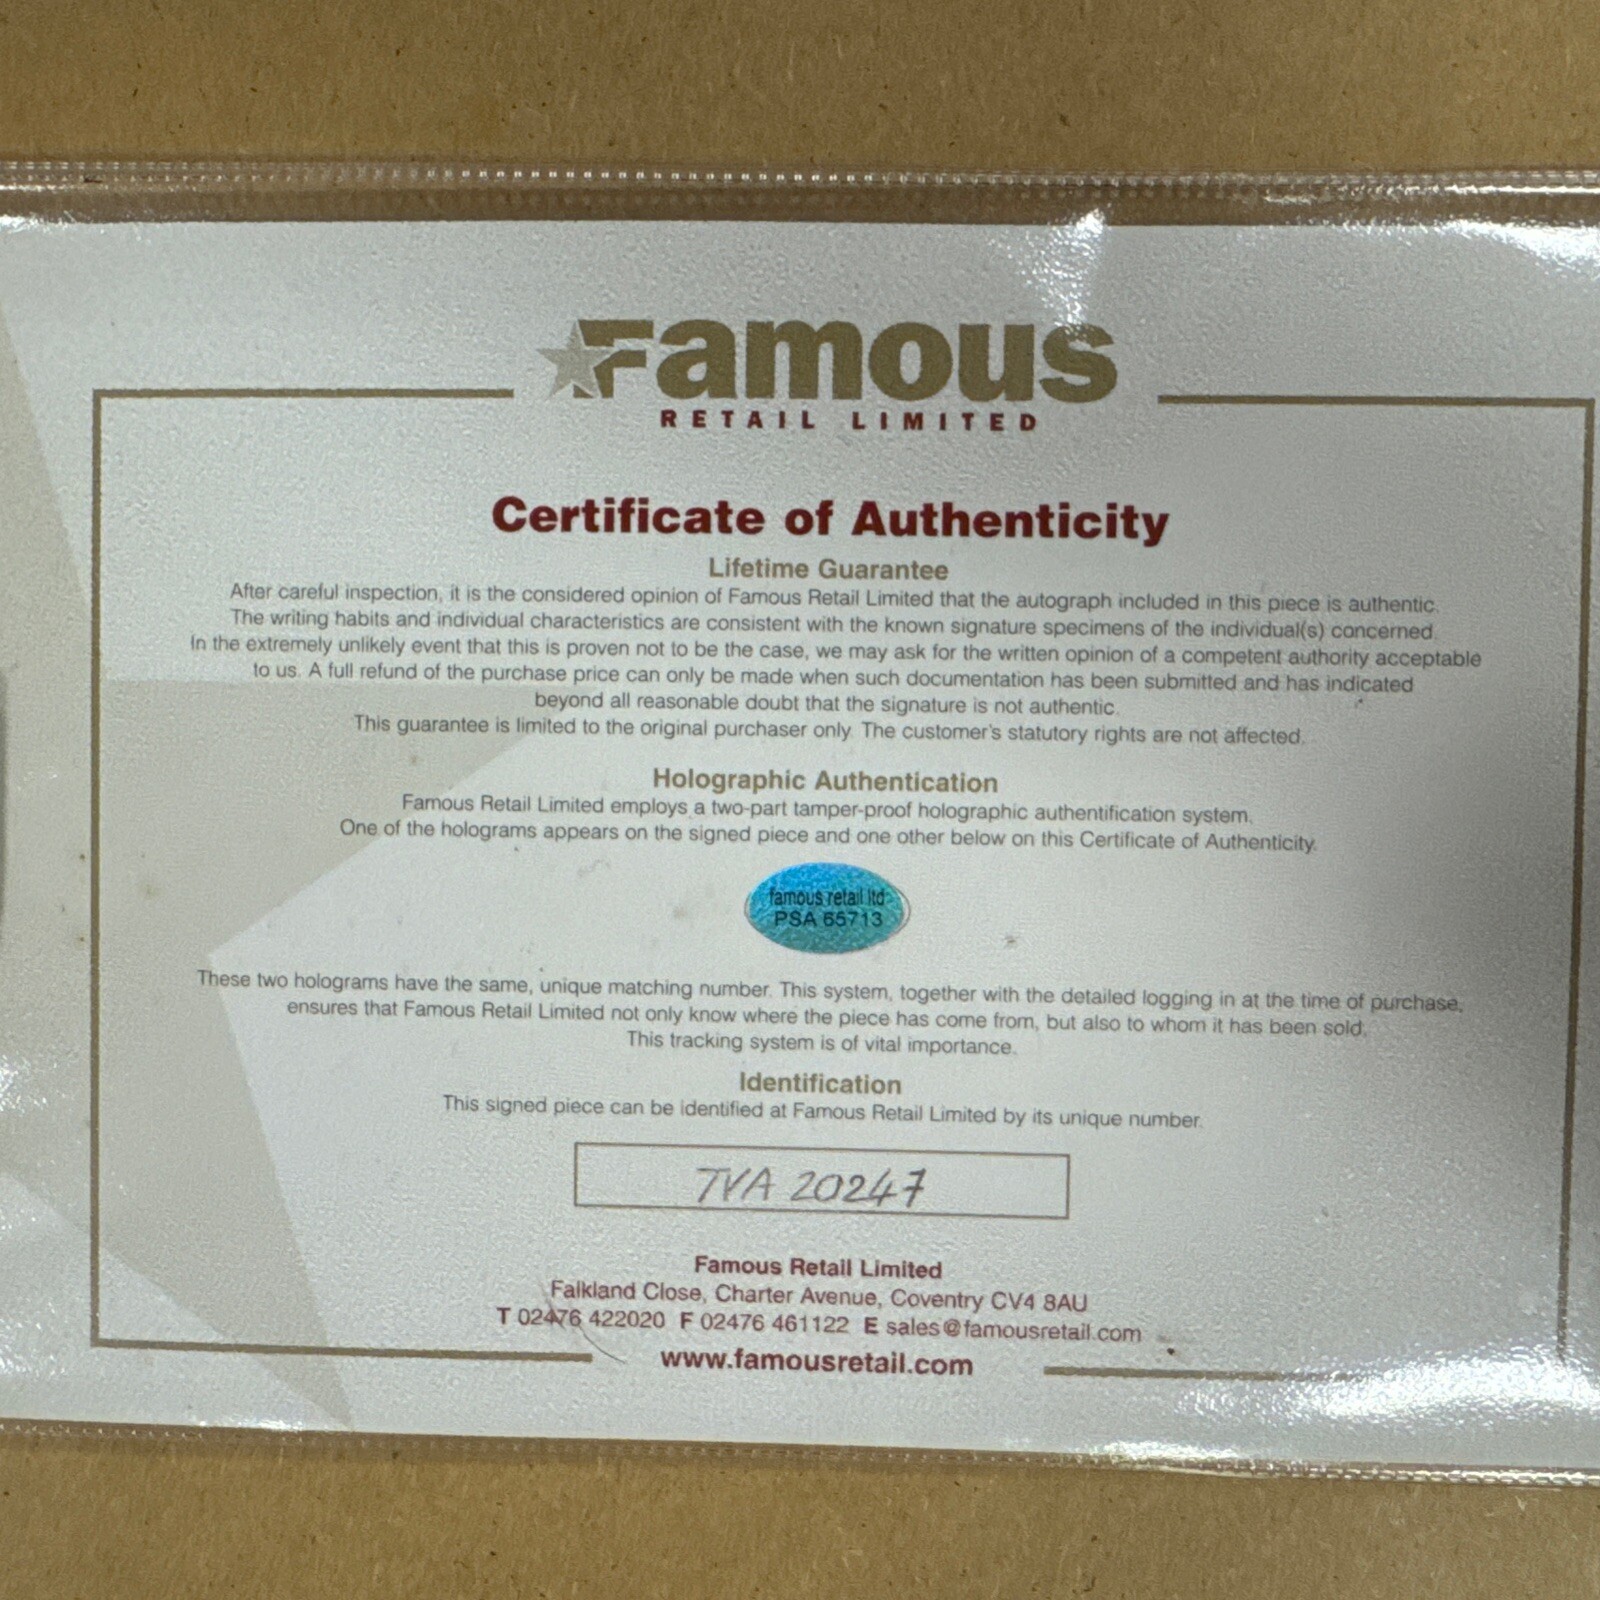 Famous
RETAIL LIMITED
Certificate of Authenticity
Lifetime Guarantee
After careful inspection, it is the considered opinion of Famous Retail Limited that the autograph included in this piece is authentic.
The writing habits and individual characteristics are consistent with the known signature specimens of the individual(s) concerned.
In the extremely unlikely event that this is proven not to be the case, we may ask for the written opinion of a competent authority acceptable
to us. A full refund of the purchase price can only be made when such documentation has been submitted and has indicated
beyond all reasonable doubt that the signature is not authentic.
This guarantee is limited to the original purchaser only. The customer's statutory rights are not affected.
Holographic Authentication
Famous Retail Limited employs a two-part tamper-proof holographic authentification system.
One of the holograms appears on the signed piece and one other below on this Certificate of Authenticity.
famous retail ltd
PSA 65713
These two holograms have the same, unique matching number. This system, together with the detailed logging in at the time of purchase,
ensures that Famous Retail Limited not only know where the piece has come from, but also to whom it has been sold.
This tracking system is of vital importance.
Identification
This signed piece can be identified at Famous Retail Limited by its unique number.
TVA 20247
Famous Retail Limited
Falkland Close, Charter Avenue, Coventry CV4 8AU
T 02476 422020 F 02476 461122 E sales@famousretail.com
www.famousretail.com